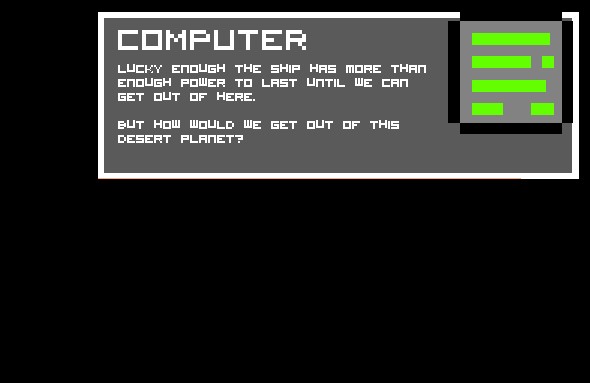 COMPUTER
LUCKY ENOUGH THE SHIP HAS MORE THAN
ENOUGH POWER TO LAST UNTIL WE CAN
GET OUT OF HERE.
BUT HOW WOULD WE GET OUT OF THIS
DESERT PLANET?